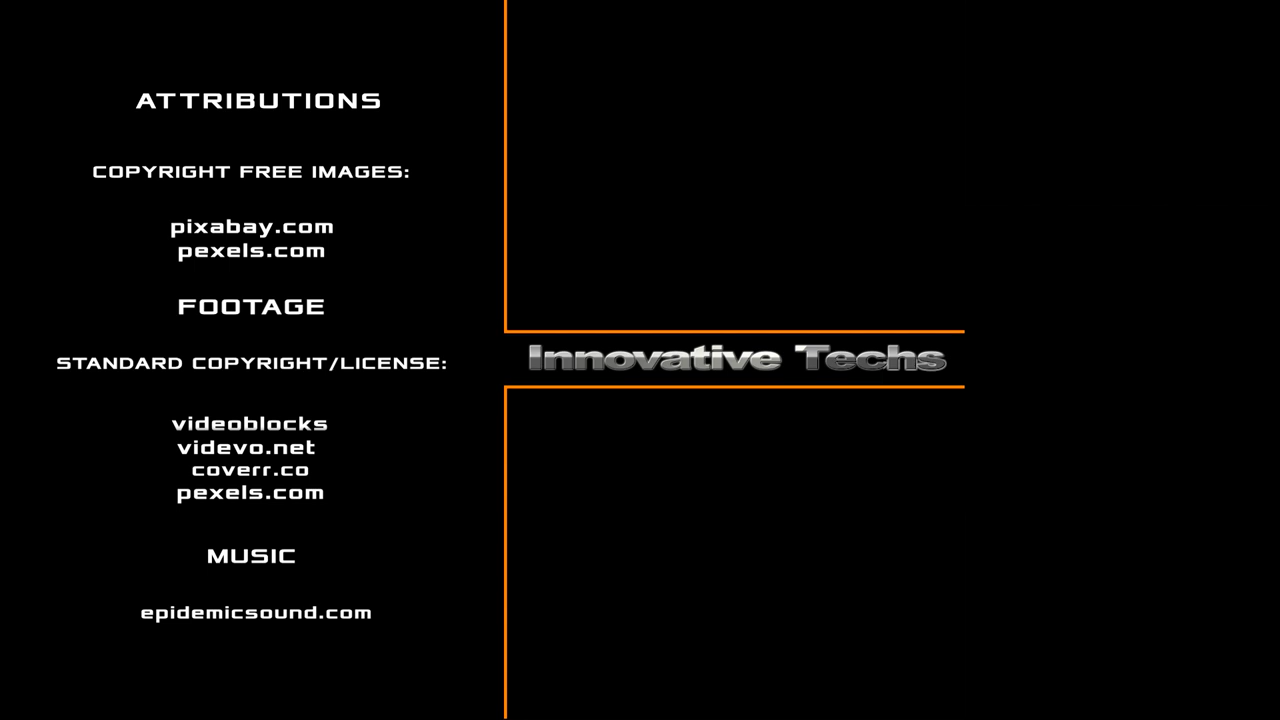 ATTRIBUTIONS
COPYRIGHT FREE IMAGES:
pixabay.com
pexels.com
FOOTAGE
STANDARD COPYRIGHT/LICENSE:
videoblocks
videvo.net
coverr.co
pexels.com
MUSIC
epidemicsound.com
Innovative Techs